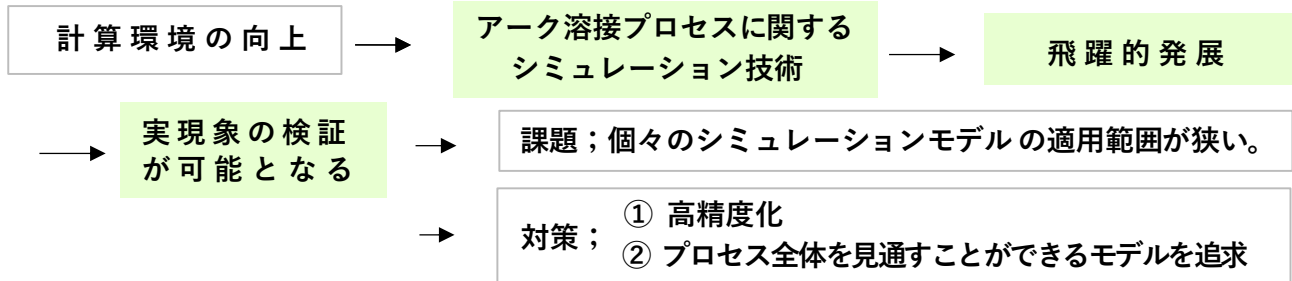 計算環境の向上
アーク溶接プロセスに関する
シミュレーション技術
飛躍的発展
実現象の検証
が可能となる
課題；個々のシミュレーションモデルの適用範囲が狭い。
対策；
① 高精度化
② プロセス全体を見通すことができるモデルを追求